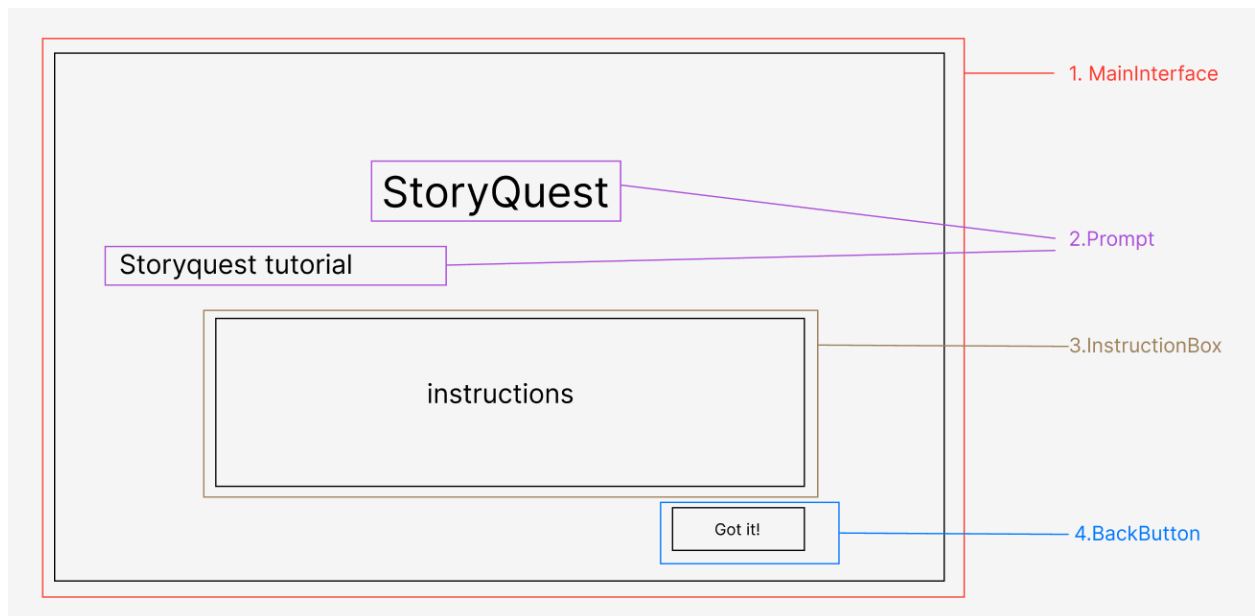 1. MainInterface
StoryQuest
2.Prompt
Storyquest tutorial
3.InstructionBox
instructions
Got it!
4.BackButton